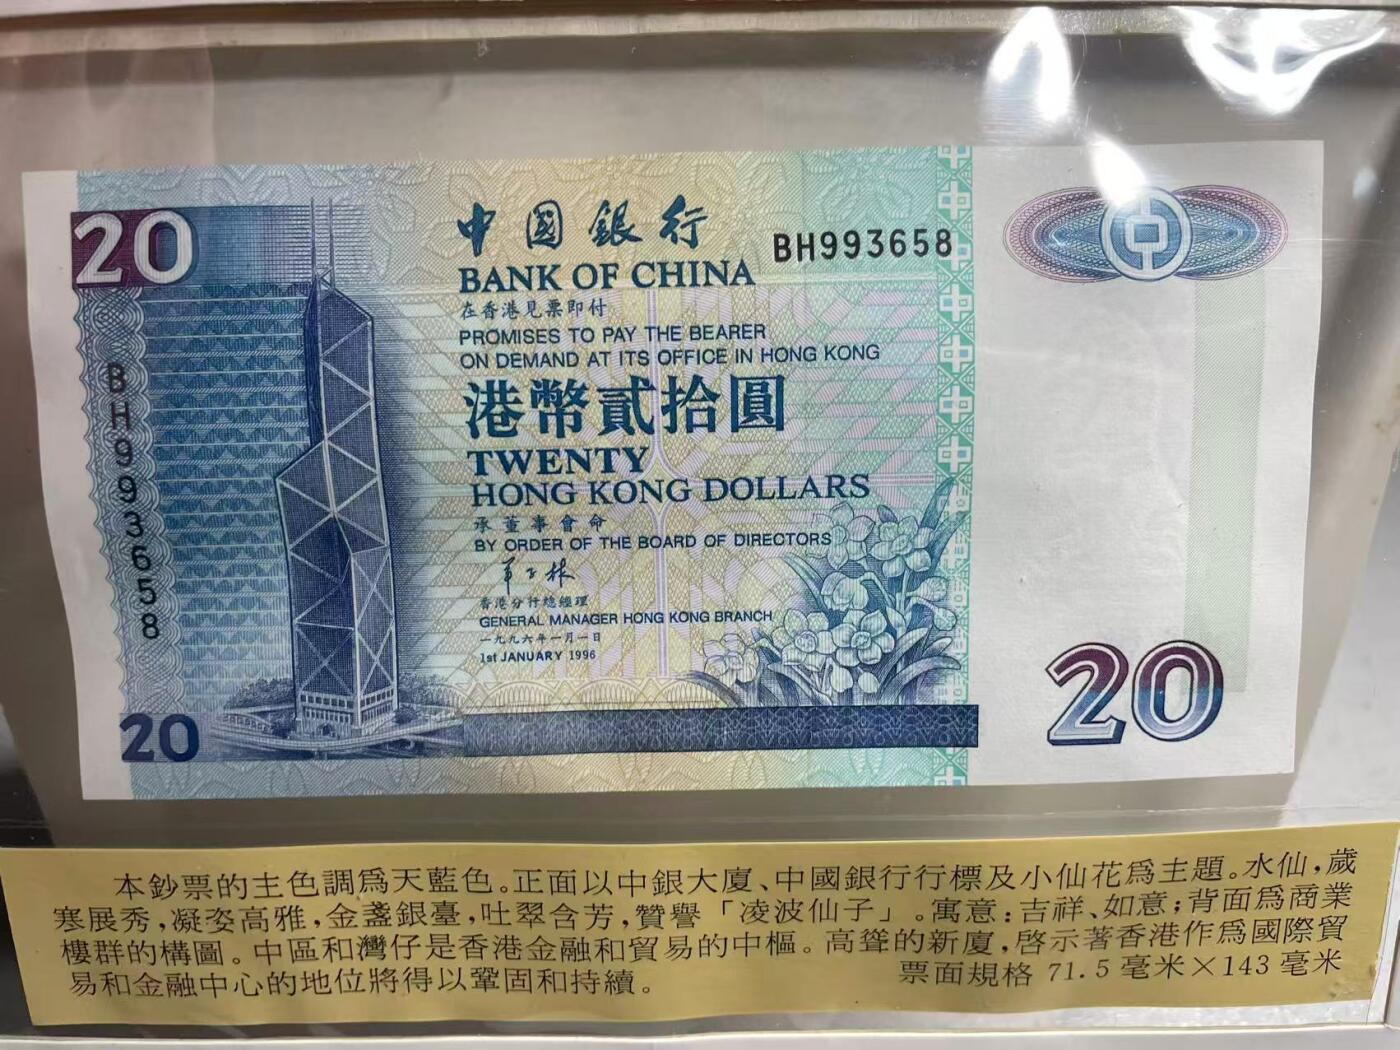 20
中國銀行
BANK OF CHINA
BH993658
在香港見票即付
PROMISES TO PAY THE BEARER
ON DEMAND AT ITS OFFICE IN HONG KONG
港幣貳拾圓
TWENTY
HONG KONG DOLLARS
承董事會命
BY ORDER OF THE BOARD OF DIRECTORS
香港分行總經理
GENERAL MANAGER HONG KONG BRANCH
一九九六年一月一日
1st JANUARY 1996
BH993658
20
20
本鈔票的主色調爲天藍色。正面以中銀大廈、中國銀行行標及小仙花爲主題。水仙，歲
寒展秀，凝姿高雅，金盞銀臺，吐翠含芳，贊譽「凌波仙子」。寓意：吉祥、如意；背面爲商業
樓群的構圖。中區和灣仔是香港金融和貿易的中樞。高聳的新廈，啓示著香港作爲國際貿
易和金融中心的地位將得以鞏固和持續。 票面規格 71.5毫米×143毫米